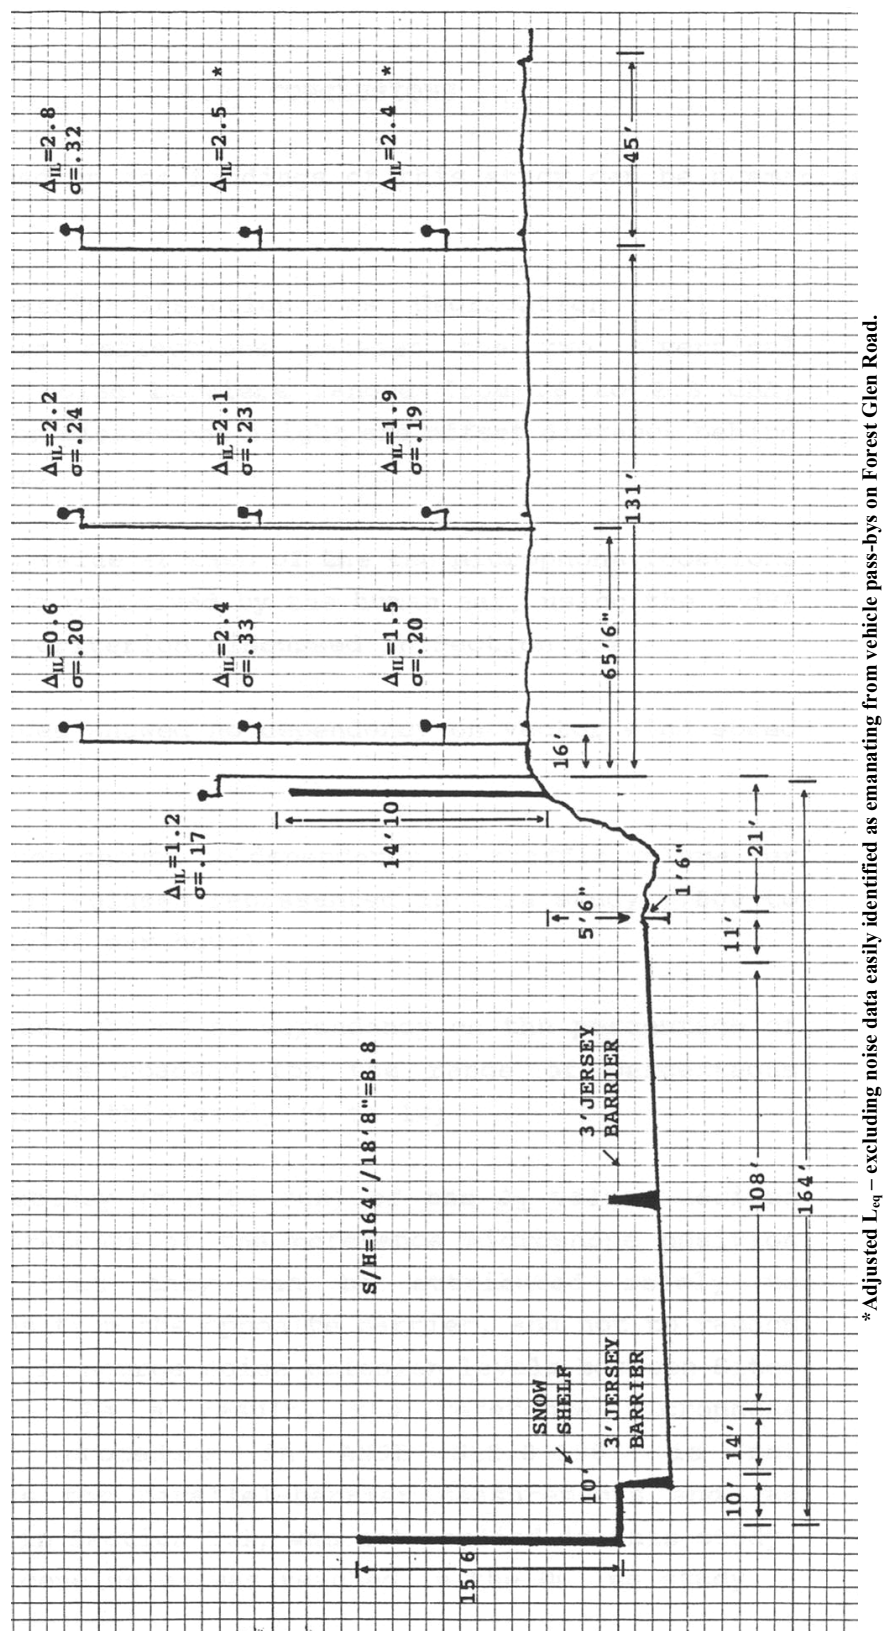 ΔIL=0.6
σ=.20
ΔIL=2.2
σ=.24
ΔIL=2.8
σ=.32
ΔIL=1.2
σ=.17
ΔIL=2.4
σ=.33
ΔIL=2.1
σ=.23
ΔIL=2.5 *
ΔIL=1.5
σ=.20
ΔIL=1.9
σ=.19
ΔIL=2.4 *
S/H=164'/18'8"=8.8
15'6
14'10
SNOW
SHELF
10'
3'JERSEY
BARRIER
3'JERSEY
BARRIER
5'6"
1'6"
16'
65'6"
131'
45'
10'
14'
108'
11'
21'
164'
*Adjusted Leq – excluding noise data easily identified as emanating from vehicle pass-bys on Forest Glen Road.